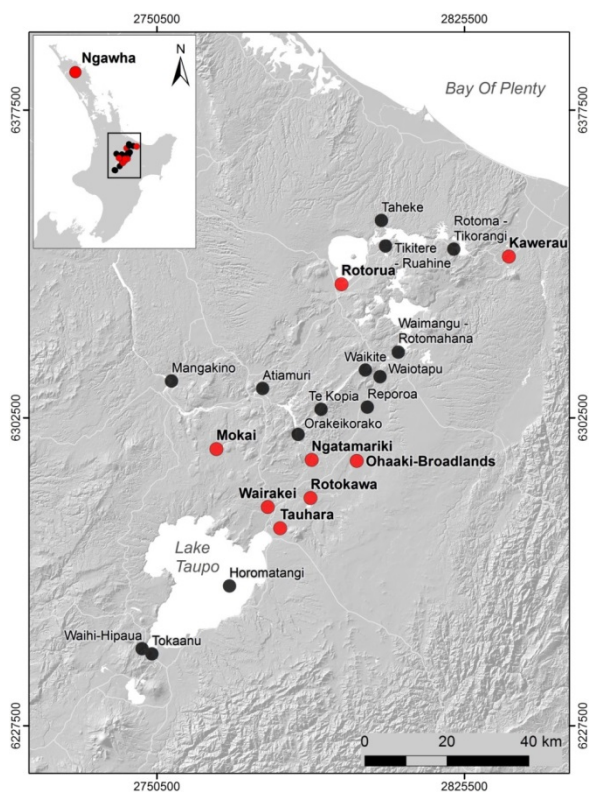 2750500
2825500
Ngawha
N
Bay Of Plenty
6377500
6377500
Taheke
Rotoma -
Tikorangi
Tikitere
- Ruahine
Kawerau
Rotorua
Waimangu -
Rotomahana
Waikite
Waiotapu
Mangakino
Atiamuri
Te Kopia
Reporoa
Orakeikorako
6302500
6302500
Mokai
Ngatamariki
Ohaaki-Broadlands
Rotokawa
Wairakei
Tauhara
Lake
Taupo
Horomatangi
Waihi-Hipaua
Tokaanu
6227500
6227500
0 20 40 km
2750500
2825500